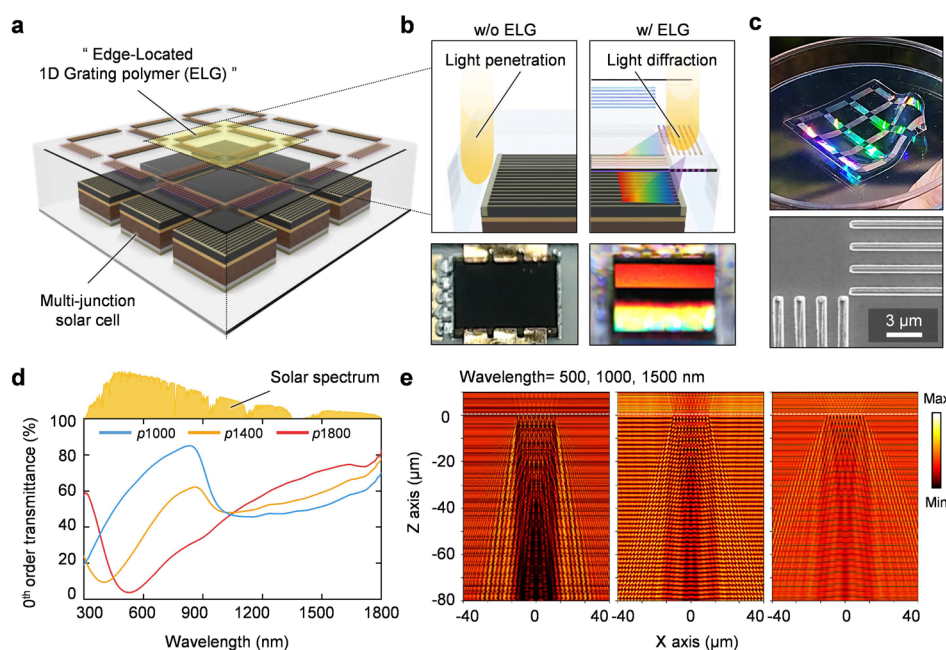 a
“ Edge-Located
1D Grating polymer (ELG) ”
Multi-junction
solar cell
b
w/o ELG
w/ ELG
Light penetration
Light diffraction
c
3 μm
d
Solar spectrum
0th order transmittance (%)
100
80
60
40
20
0
p1000
p1400
p1800
300
600
900
1200
1500
1800
Wavelength (nm)
e
Wavelength= 500, 1000, 1500 nm
Z axis (μm)
0
-20
-40
-60
-80
-40 0 40
-40 0 40
-40 0 40
X axis (μm)
Max
Min